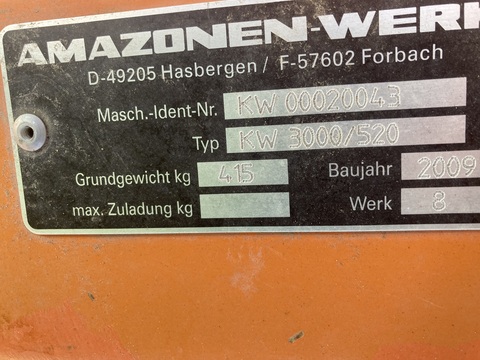 AMAZONEN-WERK
D-49205 Hasbergen / F-57602 Forbach
Masch.-Ident-Nr. KW 00020043
Typ KW 3000/520
Grundgewicht kg 415 Baujahr 2009
max. Zuladung kg Werk 8